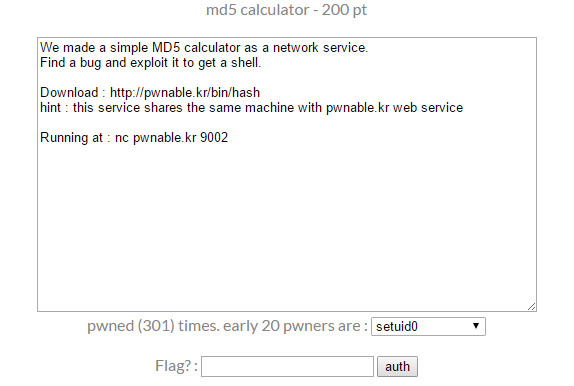 md5 calculator - 200 pt
We made a simple MD5 calculator as a network service.
Find a bug and exploit it to get a shell.
Download : http://pwnable.kr/bin/hash
hint : this service shares the same machine with pwnable.kr web service
Running at : nc pwnable.kr 9002
pwned (301) times. early 20 pwners are : setuid0
Flag? : auth